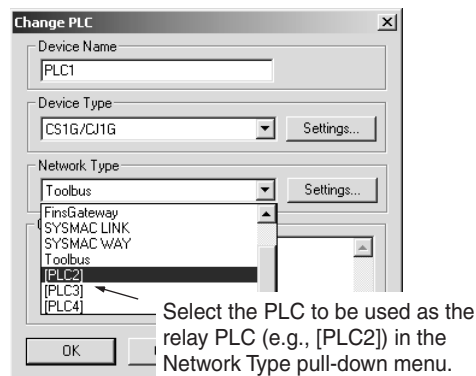 Change PLC
Device Name
PLC1
Device Type
CS1G/CJ1G
Settings...
Network Type
Toolbus
Settings...
FinsGateway
SYSMAC LINK
SYSMAC WAY
Toolbus
[PLC2]
[PLC3]
[PLC4]
Select the PLC to be used as the
relay PLC (e.g., [PLC2]) in the
Network Type pull-down menu.
OK